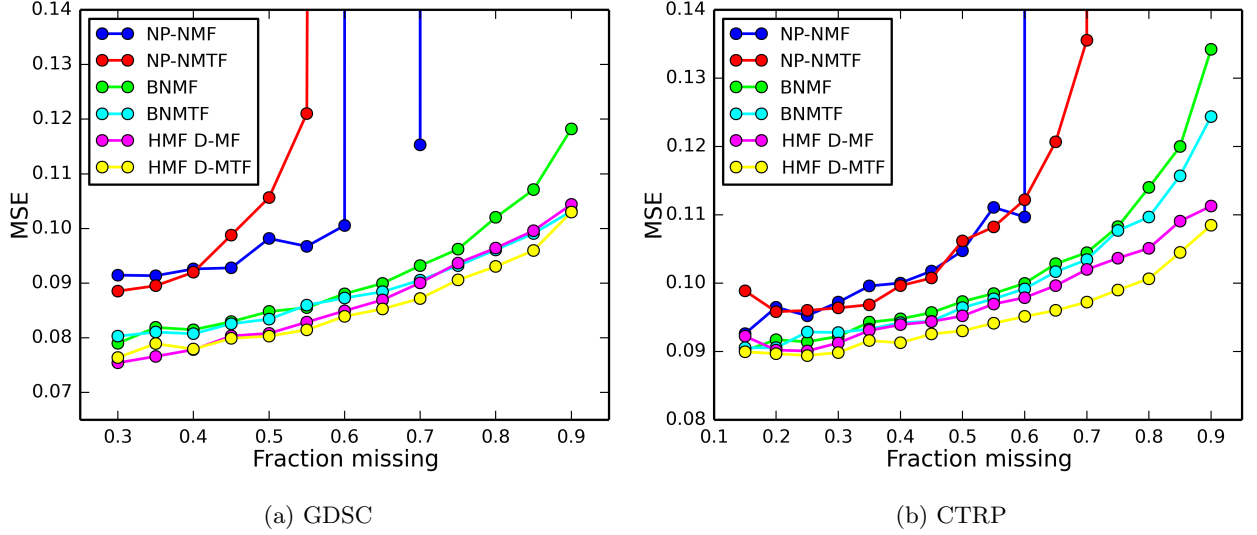 0.14
0.13
0.12
0.11
0.10
0.09
0.08
0.07
MSE
NP-NMF
NP-NMTF
BNMF
BNMTF
HMF D-MF
HMF D-MTF
0.3 0.4 0.5 0.6 0.7 0.8 0.9
Fraction missing
(a) GDSC
0.14
0.13
0.12
0.11
0.10
0.09
0.08
MSE
NP-NMF
NP-NMTF
BNMF
BNMTF
HMF D-MF
HMF D-MTF
0.1 0.2 0.3 0.4 0.5 0.6 0.7 0.8 0.9
Fraction missing
(b) CTRP